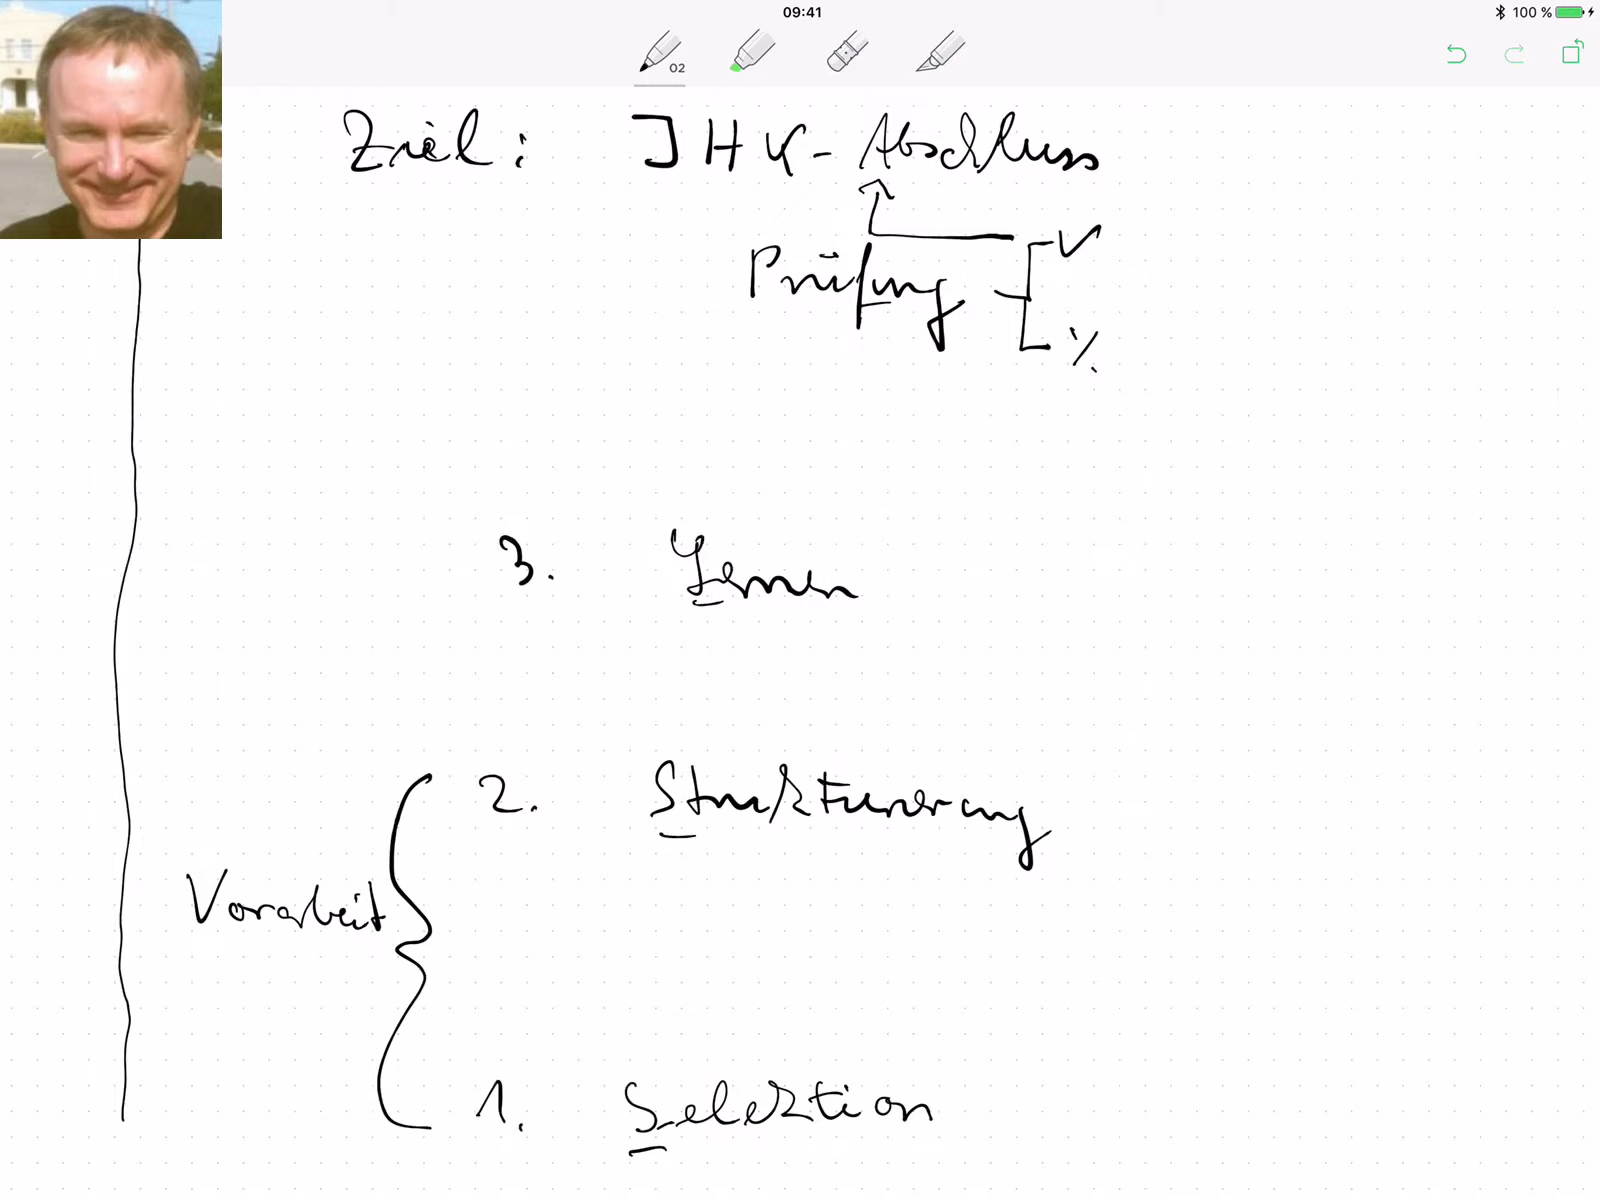 09:41
100 %
02
Ziel: IHK-Abschluss
Prüfung
3. Lernen
2. Strukturierung
Vorarbeit
1. Selektion